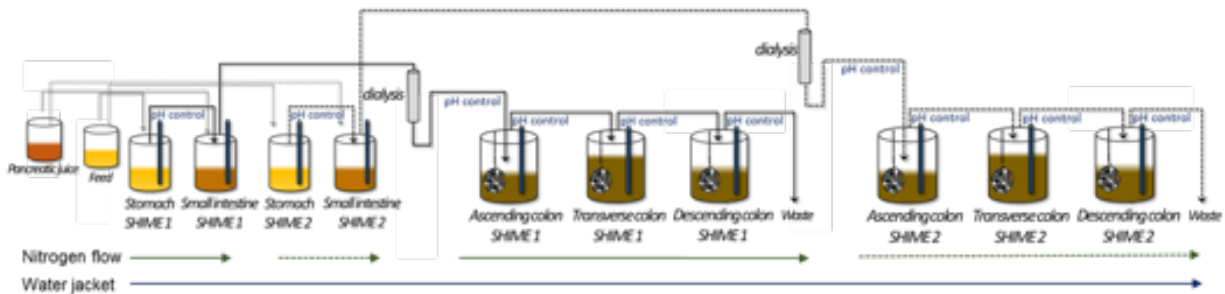 dialysis
pH control
dialysis
pH control
pH control
pH control
pH control
pH control
pH control
pH control
pH control
pH control
Pancreatic juice
Feed
Stomach
SHIME 1
Small intestine
SHIME 1
Stomach
SHIME 2
Small intestine
SHIME 2
Ascending colon
SHIME 1
Transverse colon
SHIME 1
Descending colon
SHIME 1
Waste
Ascending colon
SHIME 2
Transverse colon
SHIME 2
Descending colon
SHIME 2
Waste
Nitrogen flow
Water jacket